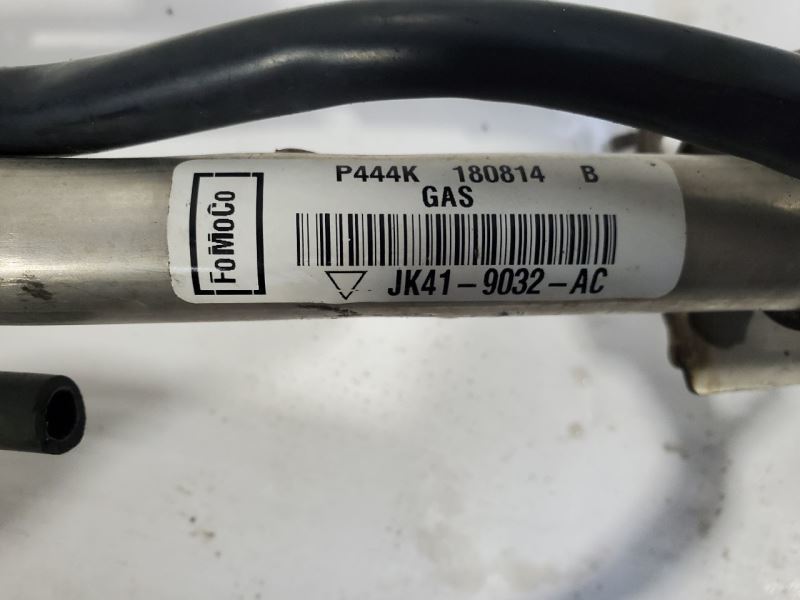 FoMoCo
P444K 180814 B
GAS
JK41-9032-AC